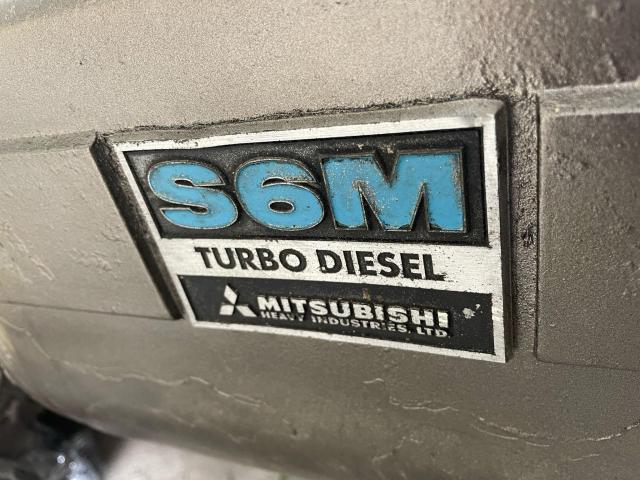 S6M
TURBO DIESEL
MITSUBISHI
HEAVY INDUSTRIES, LTD.